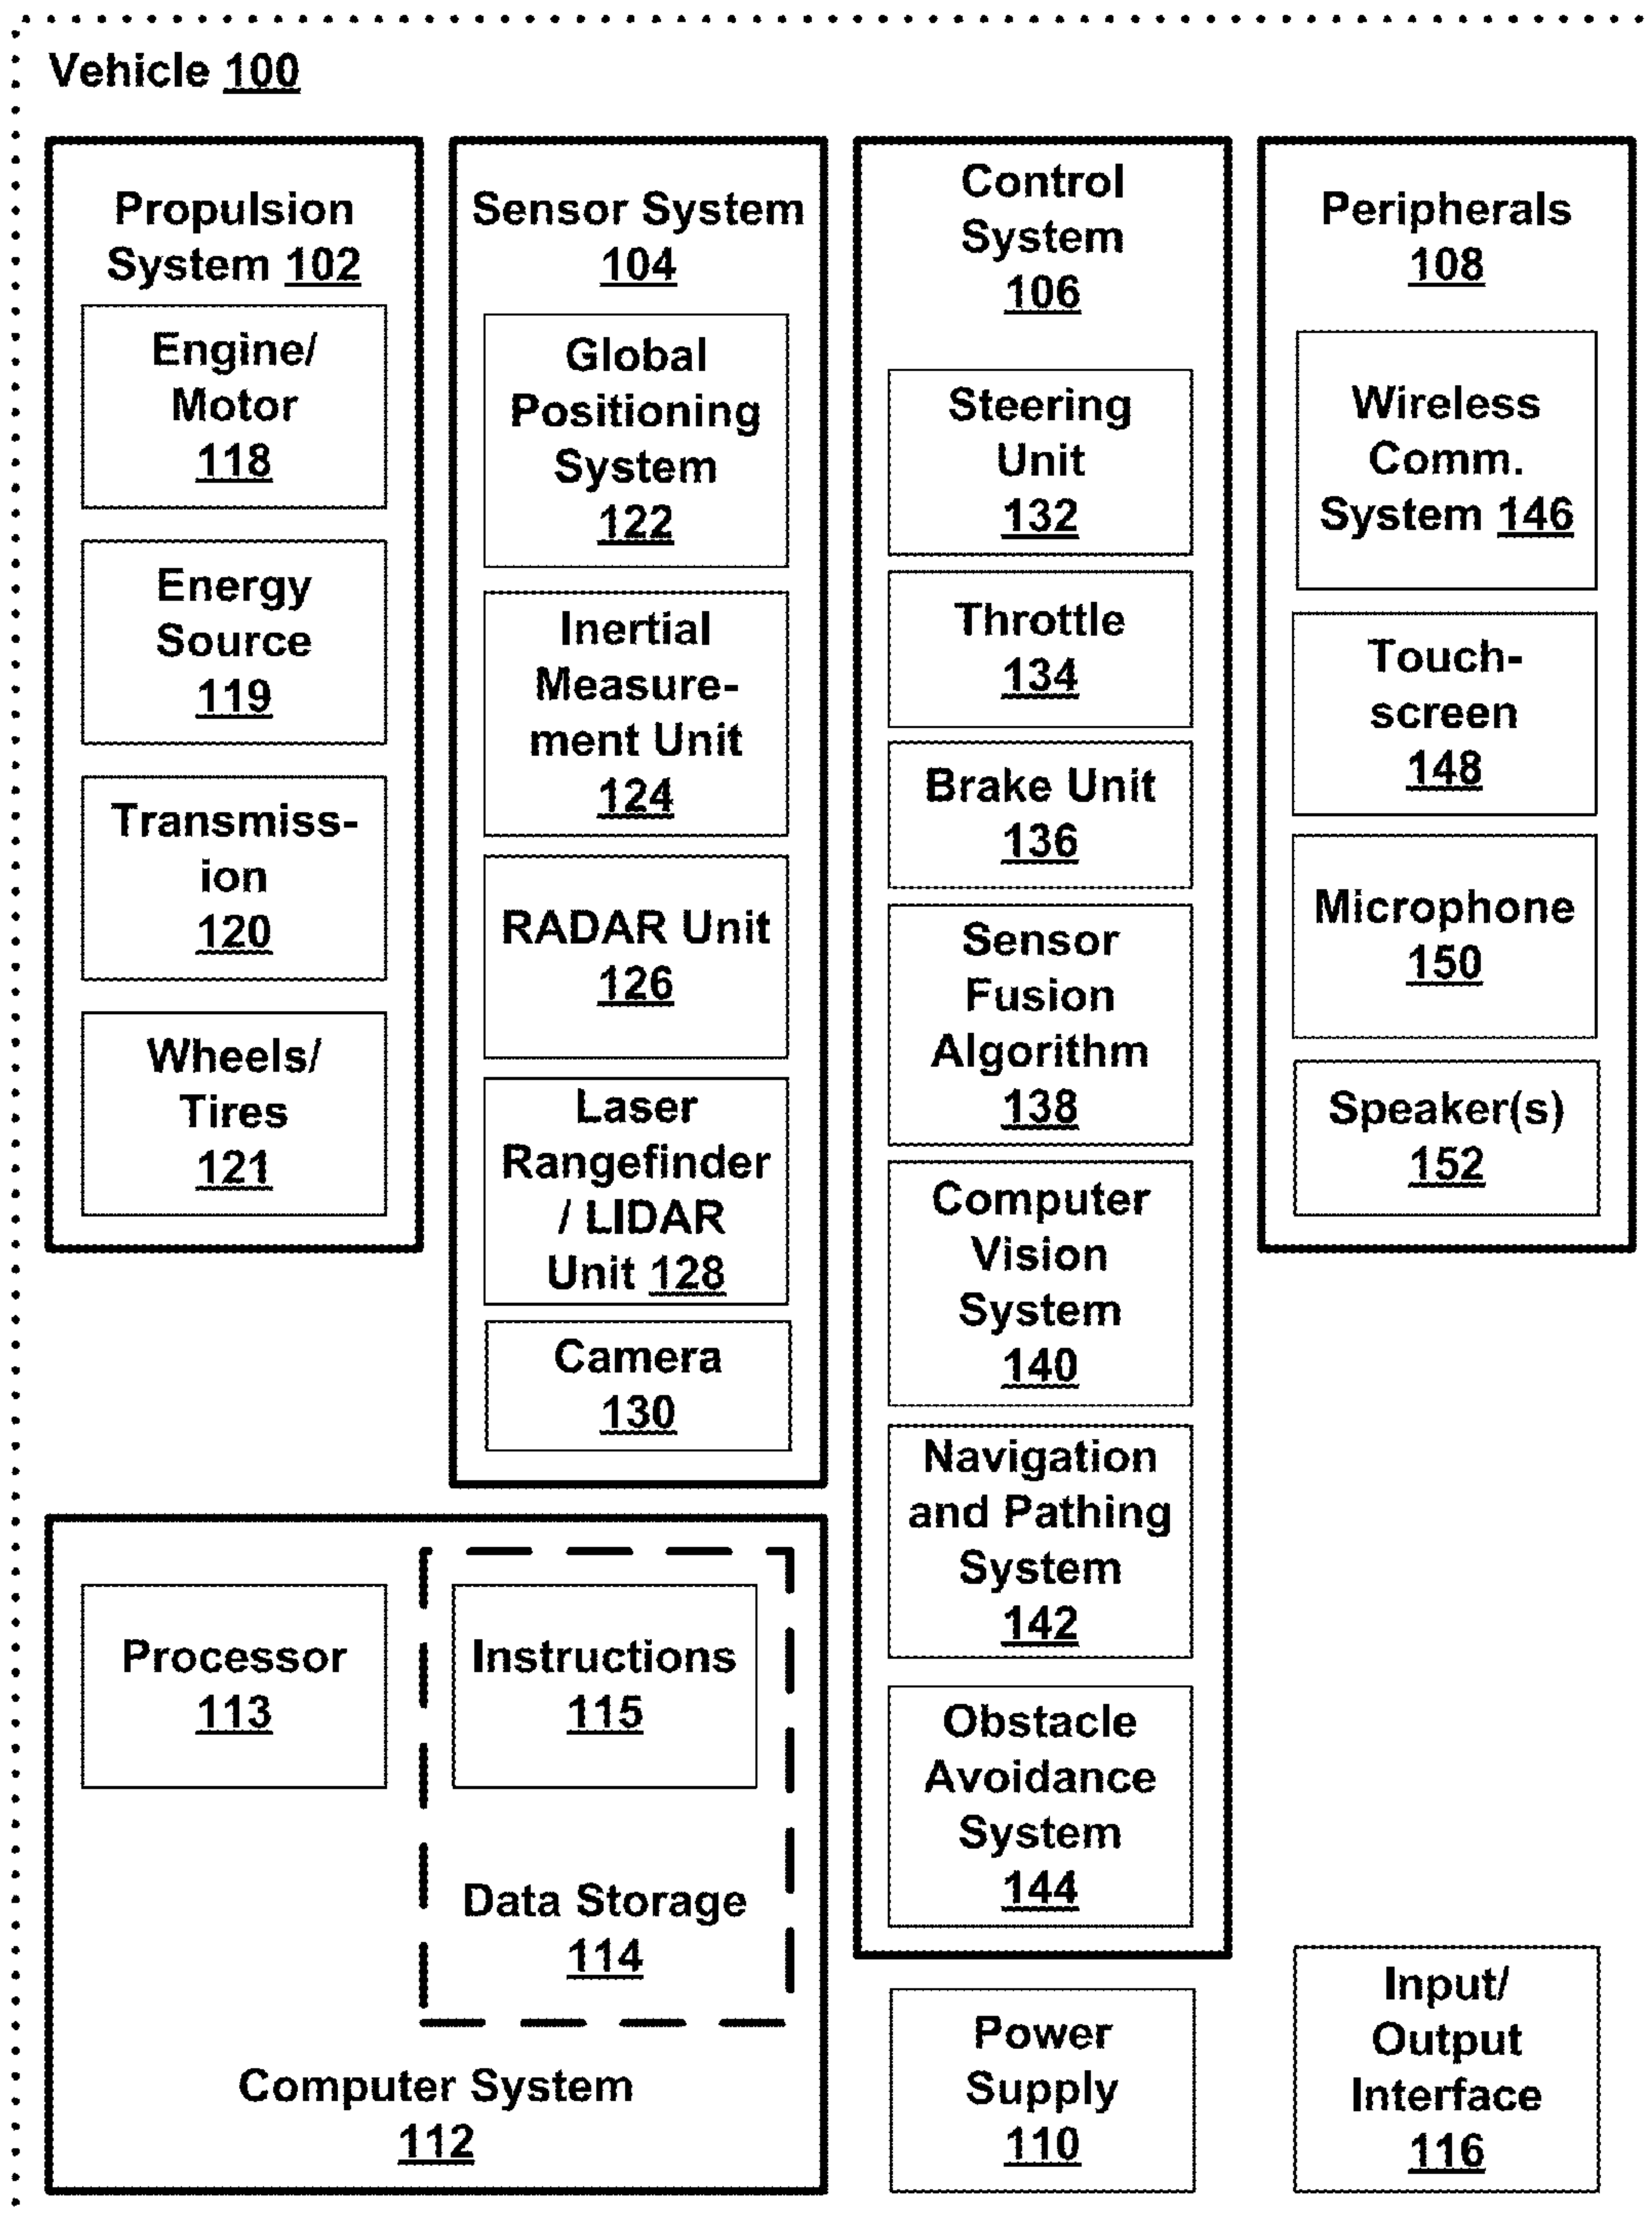 Vehicle 100
Propulsion
System 102
Engine/
Motor
118
Energy
Source
119
Transmiss-
ion
120
Wheels/
Tires
121
Sensor System
104
Global
Positioning
System
122
Inertial
Measure-
ment Unit
124
RADAR Unit
126
Laser
Rangefinder
/ LIDAR
Unit 128
Camera
130
Control
System
106
Steering
Unit
132
Throttle
134
Brake Unit
136
Sensor
Fusion
Algorithm
138
Computer
Vision
System
140
Navigation
and Pathing
System
142
Obstacle
Avoidance
System
144
Peripherals
108
Wireless
Comm.
System 146
Touch-
screen
148
Microphone
150
Speaker(s)
152
Processor
113
Instructions
115
Data Storage
114
Computer System
112
Power
Supply
110
Input/
Output
Interface
116